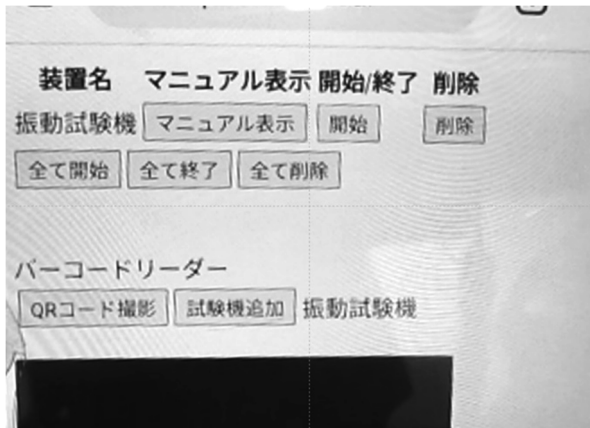 装置名 マニュアル表示 開始/終了 削除
振動試験機 マニュアル表示 開始 削除
全て開始 全て終了 全て削除
バーコードリーダー
QRコード撮影 試験機追加 振動試験機